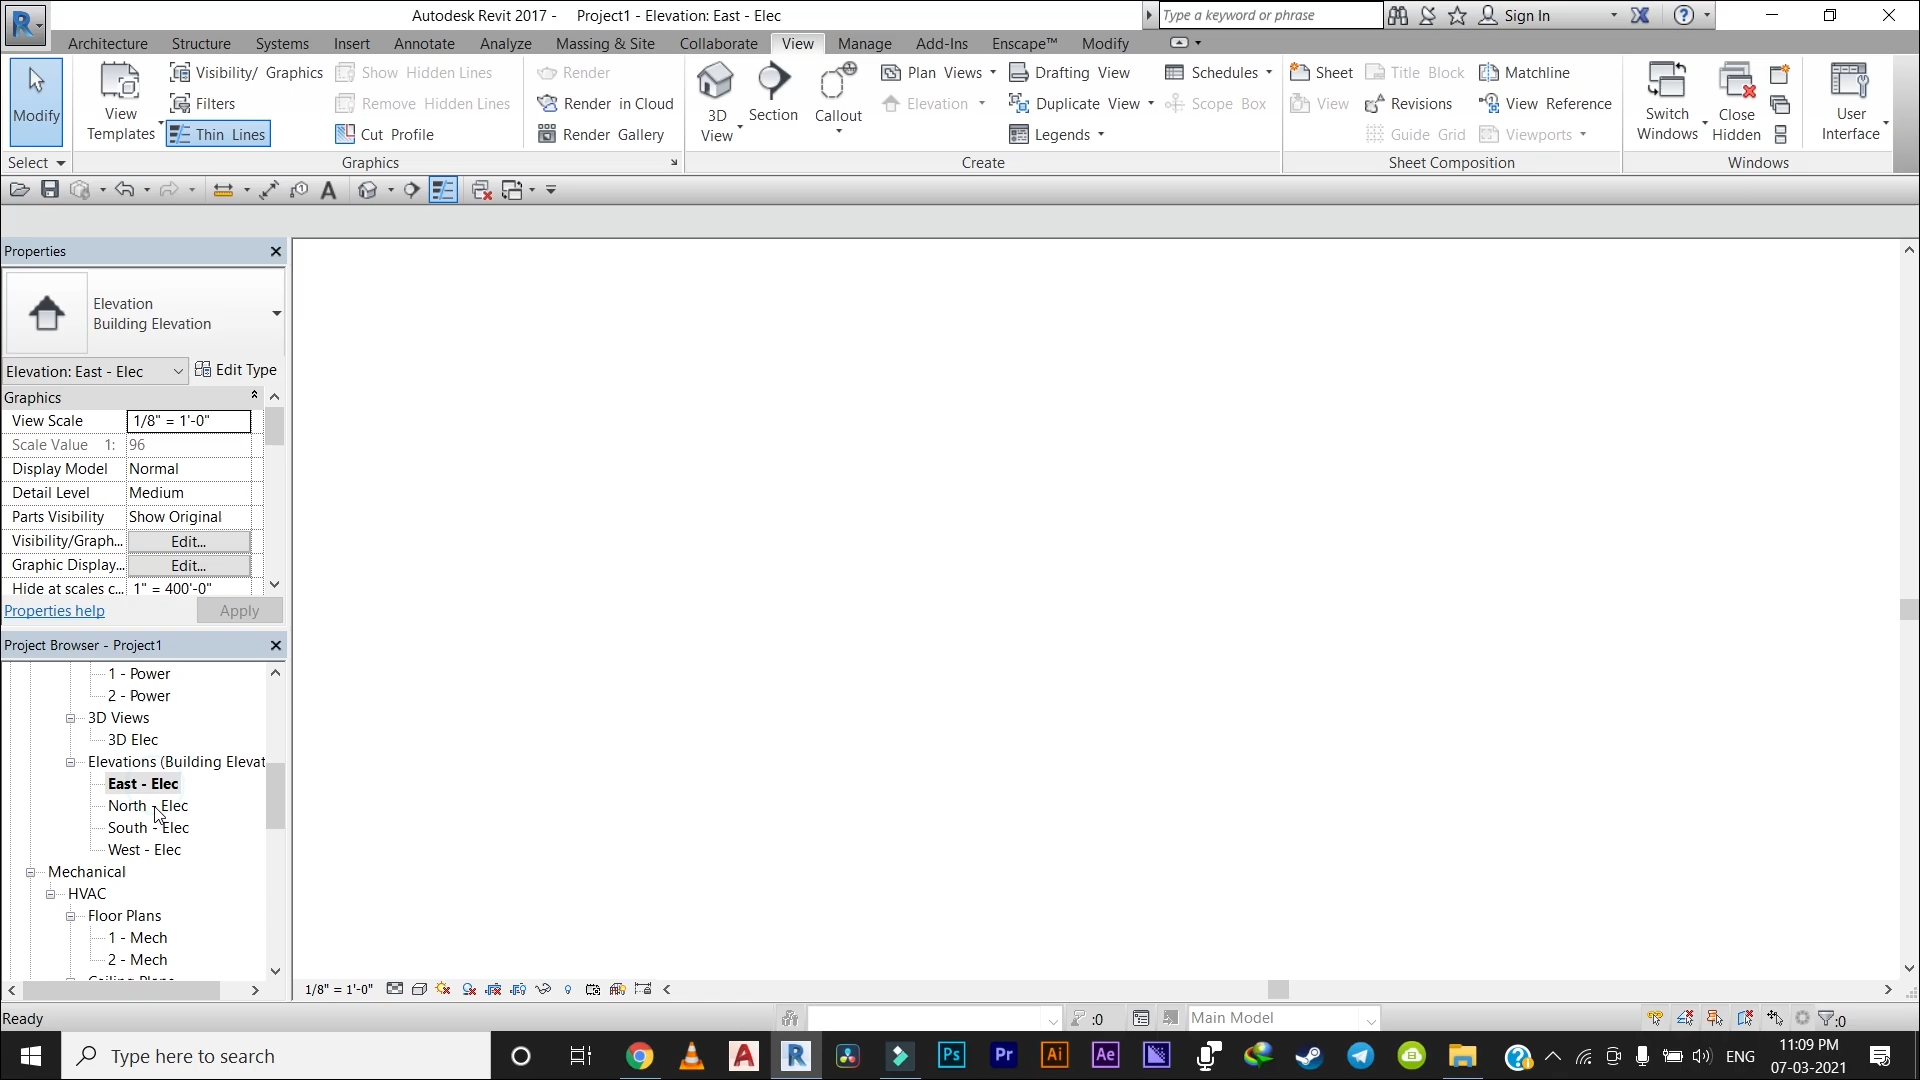 Autodesk Revit 2017 - Project1 - Elevation: East - Elec
Type a keyword or phrase
Sign In
Architecture Structure Systems Insert Annotate Analyze Massing & Site Collaborate View Manage Add-Ins Enscape™ Modify
Modify
View Templates
Visibility/ Graphics
Filters
Thin Lines
Show Hidden Lines
Remove Hidden Lines
Cut Profile
Render
Render in Cloud
Render Gallery
3D View
Section
Callout
Plan Views
Elevation
Drafting View
Duplicate View
Legends
Schedules
Scope Box
Sheet
View
Title Block
Revisions
Guide Grid
Matchline
View Reference
Viewports
Switch Windows
Close Hidden
User Interface
Select
Graphics
Create
Sheet Composition
Windows
A
Properties
Elevation
Building Elevation
Elevation: East - Elec
Edit Type
Graphics
View Scale 1/8" = 1'-0"
Scale Value 1: 96
Display Model Normal
Detail Level Medium
Parts Visibility Show Original
Visibility/Graph... Edit...
Graphic Display... Edit...
Hide at scales c... 1" = 400'-0"
Properties help
Apply
Project Browser - Project1
1 - Power
2 - Power
3D Views
3D Elec
Elevations (Building Elevat
East - Elec
North - Elec
South - Elec
West - Elec
Mechanical
HVAC
Floor Plans
1 - Mech
2 - Mech
1/8" = 1'-0"
Ready
:0
Main Model
:0
Type here to search
Ps
Pr
Ai
Ae
ENG
11:09 PM
07-03-2021